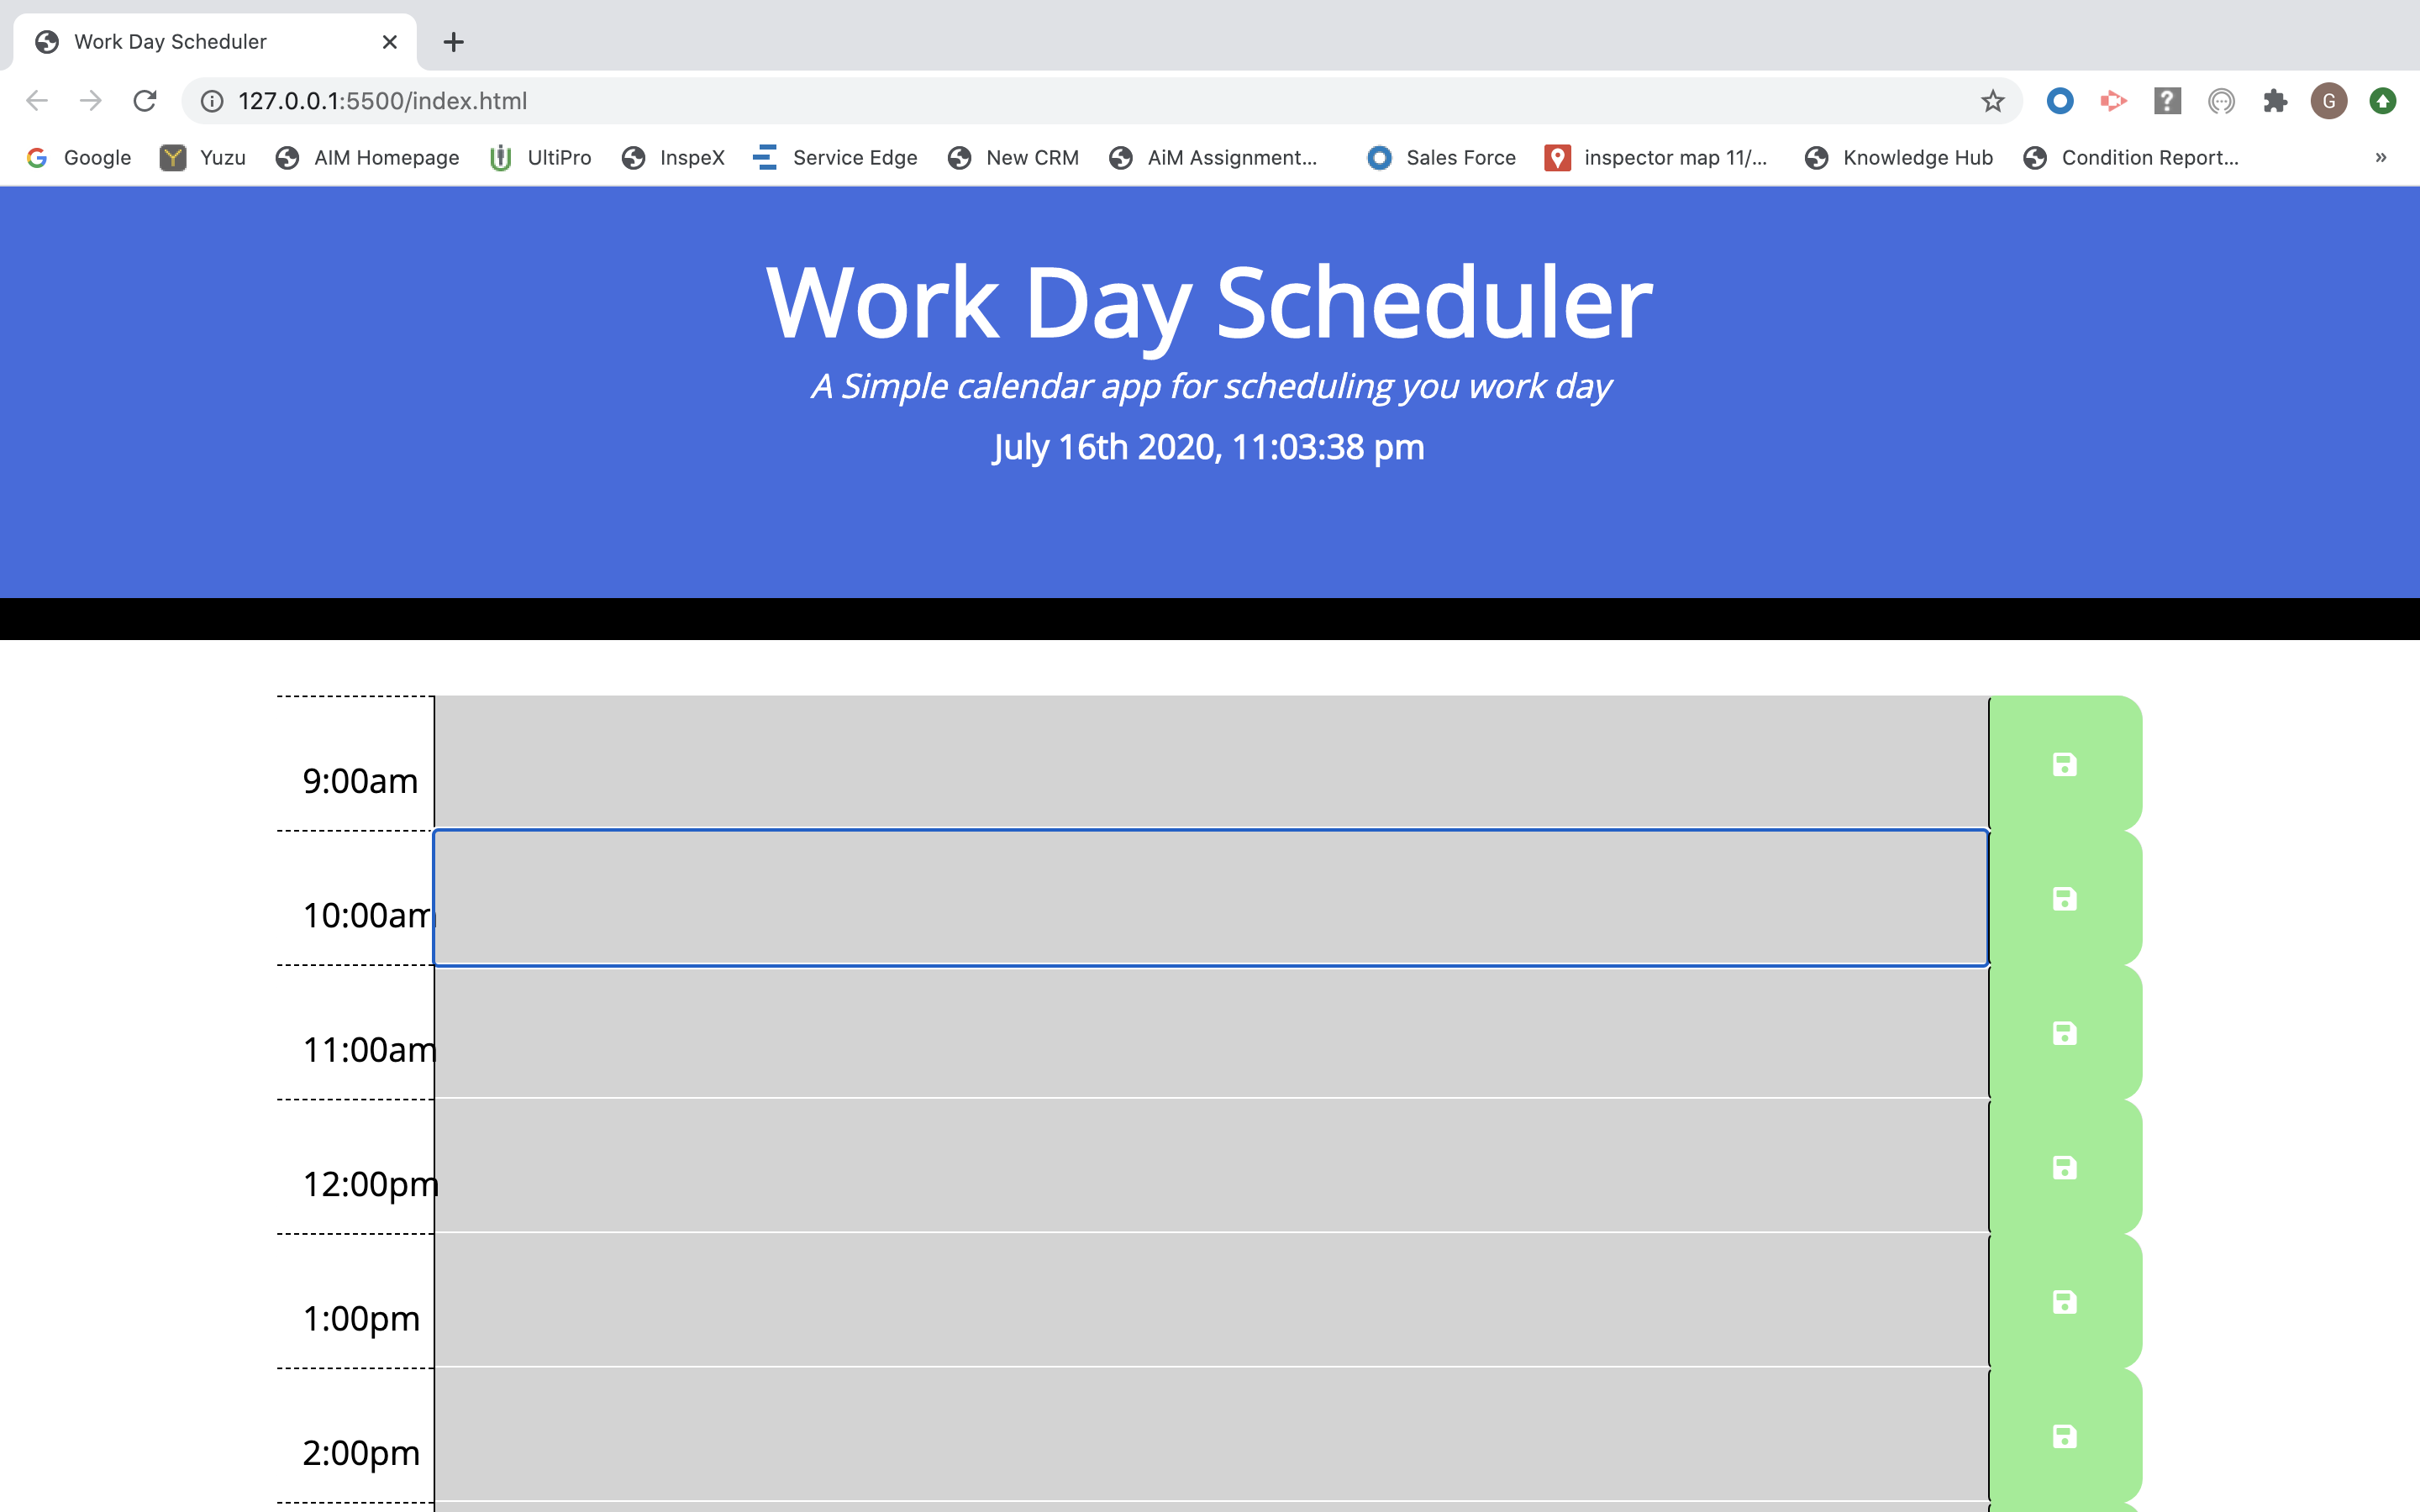 Work Day Scheduler
127.0.0.1:5500/index.html
G
Google Yuzu AIM Homepage UltiPro InspeX Service Edge New CRM AiM Assignment... Sales Force inspector map 11/... Knowledge Hub Condition Report... »
Work Day Scheduler
A Simple calendar app for scheduling you work day
July 16th 2020, 11:03:38 pm
9:00am
10:00am
11:00am
12:00pm
1:00pm
2:00pm